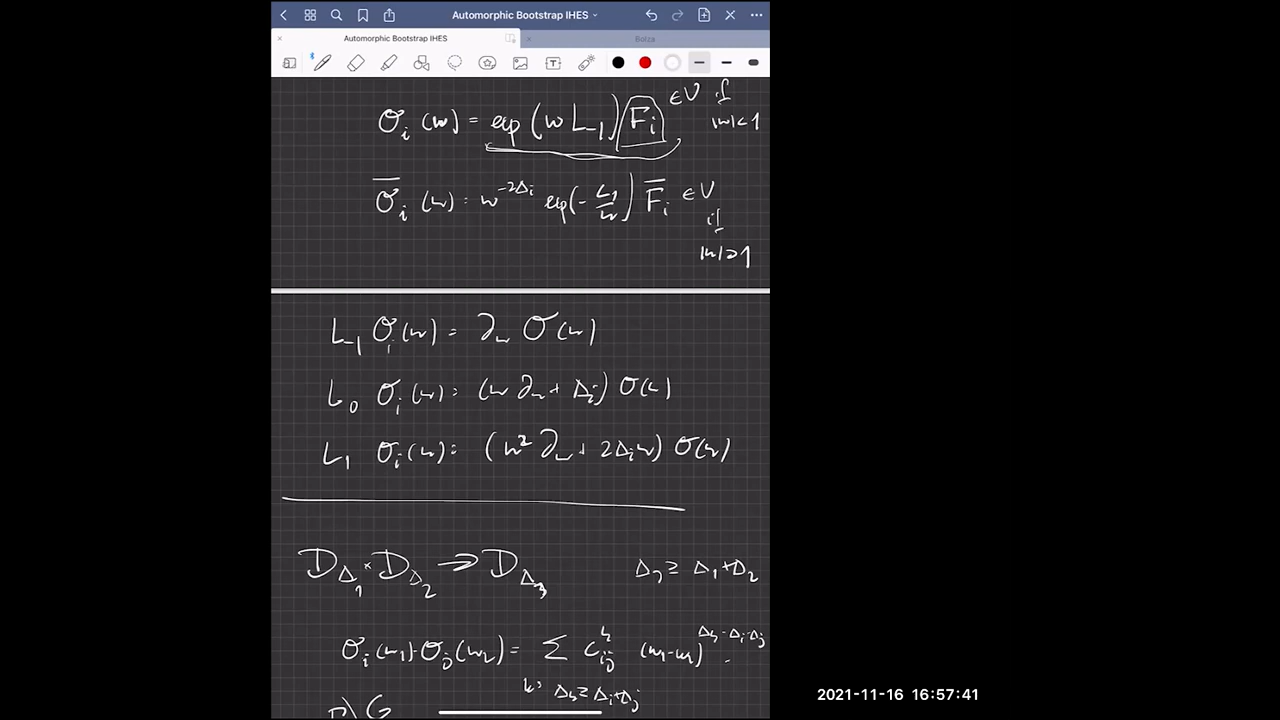 Automorphic Bootstrap IHES
Automorphic Bootstrap IHES
Bolza
O_i(w) = exp(w L_{-1}) F_i ∈ V if |w|<1
\overline{O}_i(w) = w^{-2Δ_i} exp(-L_1/w) \overline{F}_i ∈ V if |w|>1
L_{-1} O_i(w) = ∂_w O(w)
L_0 O_i(w) = (w ∂_w + Δ_i) O(w)
L_1 O_i(w) = (w^2 ∂_w + 2Δ_i w) O(w)
D_{Δ_1} × D_{Δ_2} → D_{Δ_3} Δ_3 ≥ Δ_1+Δ_2
O_i(w_1)·O_j(w_2) = Σ c_{ij}^k (w_1-w_2)^{Δ_k-Δ_i-Δ_j}
k: Δ_k ≥ Δ_i+Δ_j
2021-11-16 16:57:41